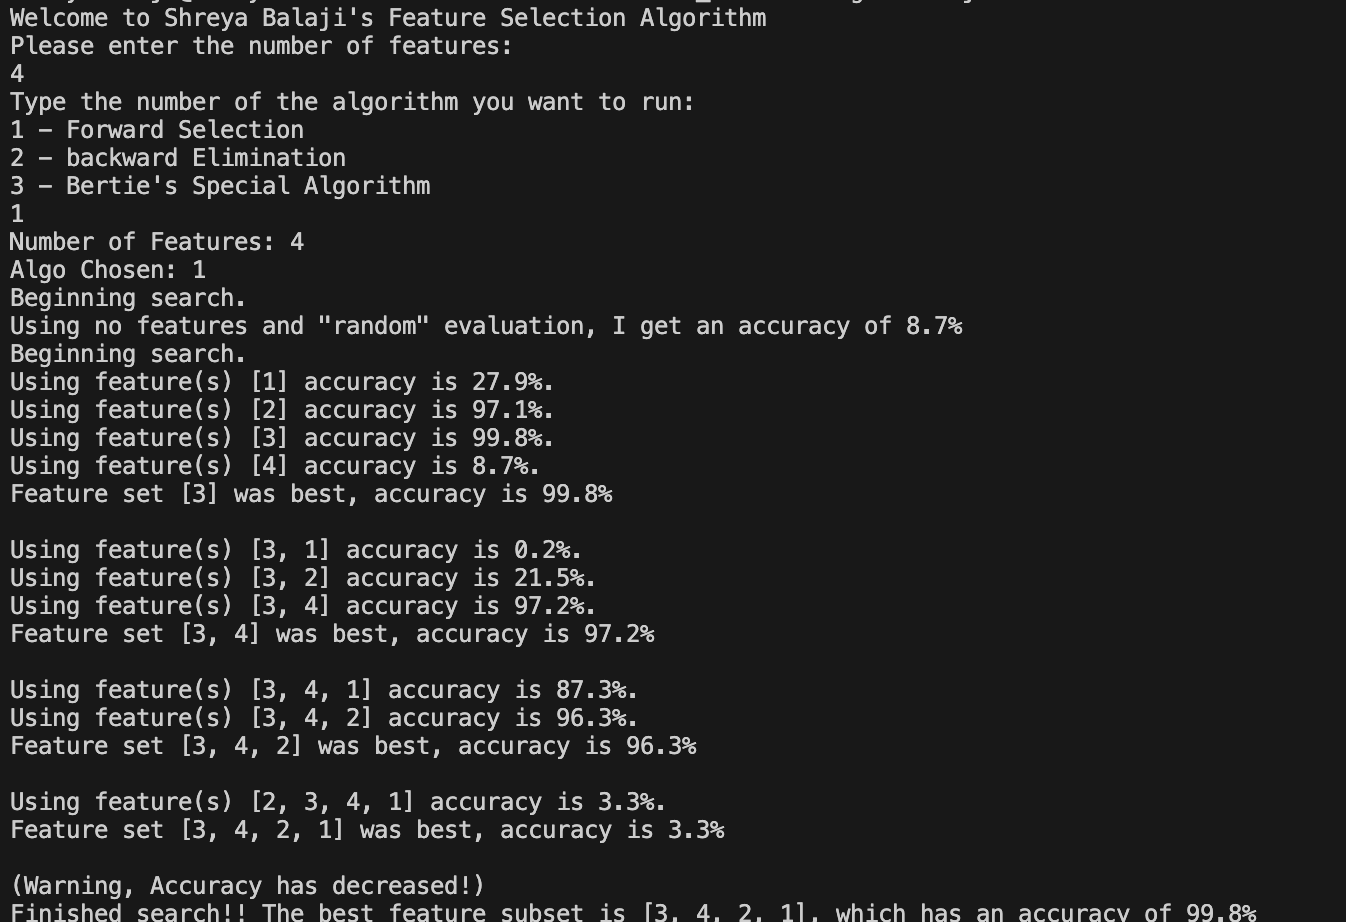 Welcome to Shreya Balaji's Feature Selection Algorithm
Please enter the number of features:
4
Type the number of the algorithm you want to run:
1 – Forward Selection
2 – backward Elimination
3 – Bertie's Special Algorithm
1
Number of Features: 4
Algo Chosen: 1
Beginning search.
Using no features and "random" evaluation, I get an accuracy of 8.7%
Beginning search.
Using feature(s) [1] accuracy is 27.9%.
Using feature(s) [2] accuracy is 97.1%.
Using feature(s) [3] accuracy is 99.8%.
Using feature(s) [4] accuracy is 8.7%.
Feature set [3] was best, accuracy is 99.8%
Using feature(s) [3, 1] accuracy is 0.2%.
Using feature(s) [3, 2] accuracy is 21.5%.
Using feature(s) [3, 4] accuracy is 97.2%.
Feature set [3, 4] was best, accuracy is 97.2%
Using feature(s) [3, 4, 1] accuracy is 87.3%.
Using feature(s) [3, 4, 2] accuracy is 96.3%.
Feature set [3, 4, 2] was best, accuracy is 96.3%
Using feature(s) [2, 3, 4, 1] accuracy is 3.3%.
Feature set [3, 4, 2, 1] was best, accuracy is 3.3%
(Warning, Accuracy has decreased!)
Finished search!! The best feature subset is [3, 4, 2, 1], which has an accuracy of 99.8%